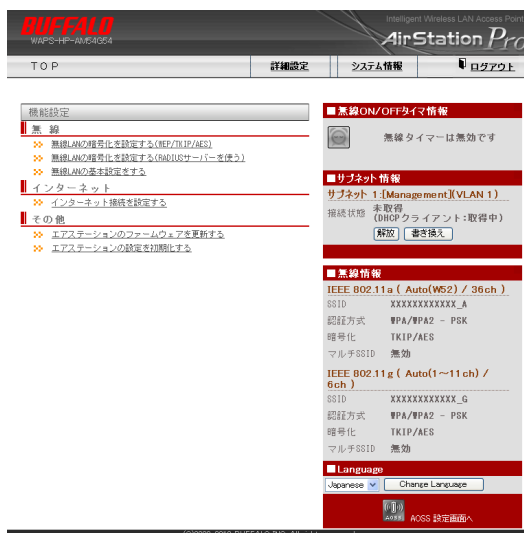 BUFFALO
WAPS-HP-AM54G54
Intelligent Wireless LAN Access Point
AirStation Pro
TOP
詳細設定
システム情報
ログアウト
機能設定
無 線
無線LANの暗号化を設定する(WEP/TKIP/AES)
無線LANの暗号化を設定する(RADIUSサーバーを使う)
無線LANの基本設定をする
インターネット
インターネット接続を設定する
その他
エアステーションのファームウェアを更新する
エアステーションの設定を初期化する
■無線ON/OFFタイマ情報
無線タイマーは無効です
■サブネット情報
サブネット 1:[Management](VLAN 1)
接続状態 未取得
(DHCPクライアント:取得中)
解放 書き換え
■無線情報
IEEE 802.11a ( Auto(W52) / 36ch )
SSID XXXXXXXXXXXX_A
認証方式 WPA/WPA2 - PSK
暗号化 TKIP/AES
マルチSSID 無効
IEEE 802.11g ( Auto(1～11ch) /
6ch )
SSID XXXXXXXXXXXX_G
認証方式 WPA/WPA2 - PSK
暗号化 TKIP/AES
マルチSSID 無効
■Language
Japanese Change Language
AOSS AOSS 設定画面へ